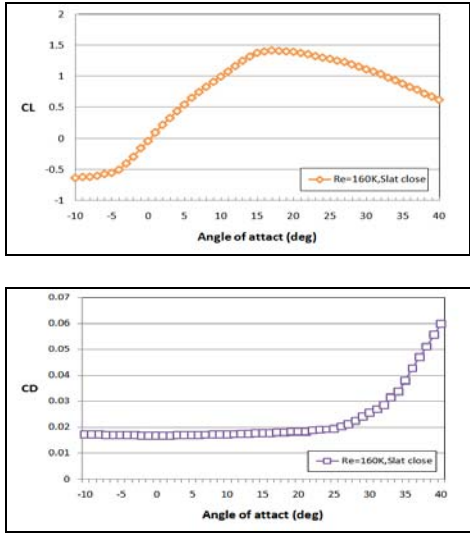 2
1.5
1
0.5
CL
0
-0.5
Re=160K,Slat close
-1
-10 -5 0 5 10 15 20 25 30 35 40
Angle of attact (deg)
0.07
0.06
0.05
0.04
CD
0.03
0.02
0.01
Re=160K,Slat close
0
-10 -5 0 5 10 15 20 25 30 35 40
Angle of attact (deg)